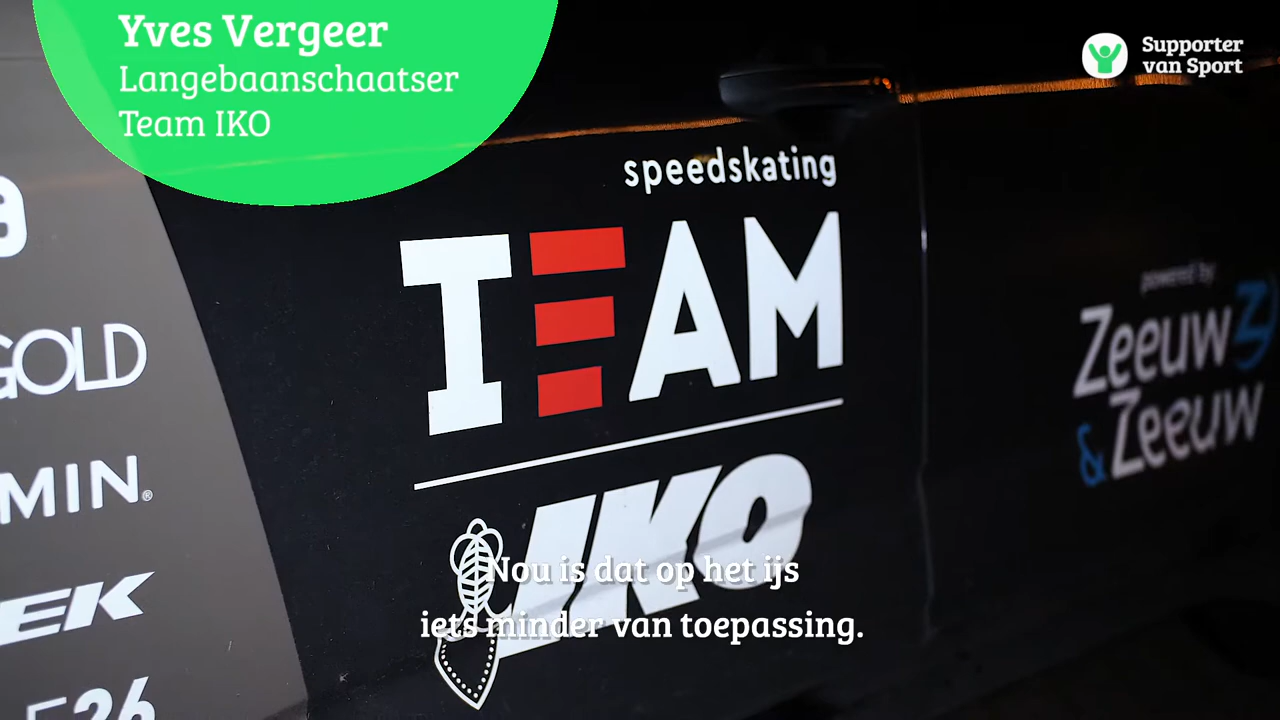 Yves Vergeer
Langebaanschaatser
Team IKO
Supporter
van Sport
speedskating
TEAM
IKO
powered by
Zeeuw
& Zeeuw
GOLD
MIN®
EK
26
Nou is dat op het ijs
iets minder van toepassing.